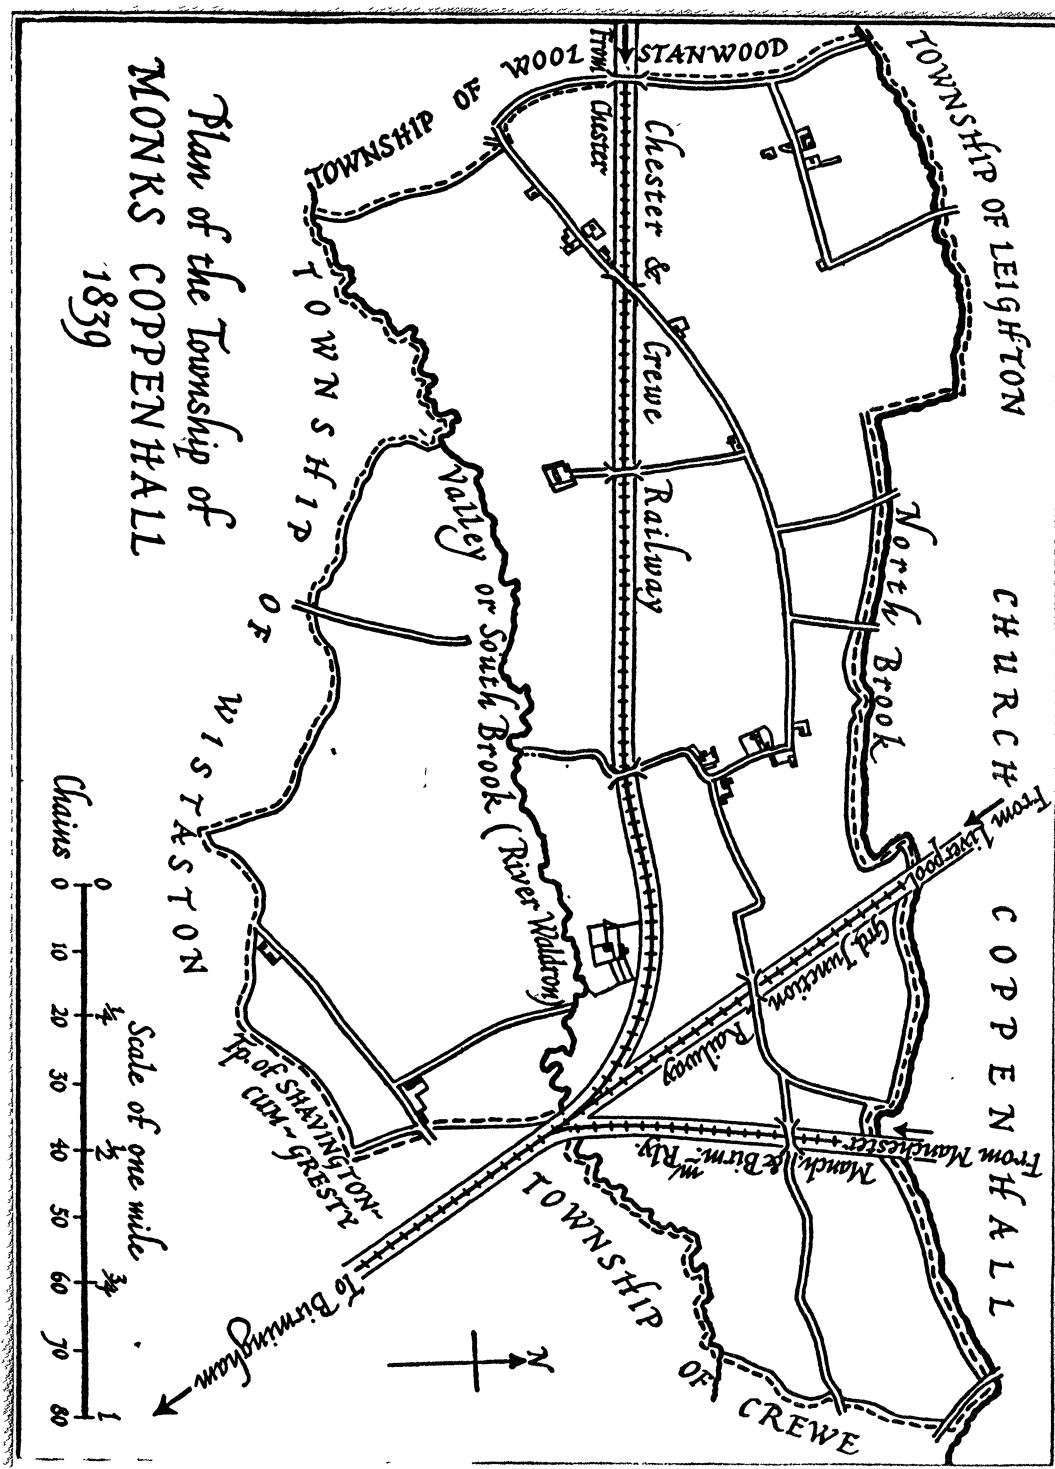 Plan of the Township of
MONKS COPPENHALL
1839
TOWNSHIP OF WOOLSTANWOOD
TOWNSHIP OF LEIGHTON
CHURCH COPPENHALL
From Chester
Chester & Crewe Railway
North Brook
Valley or South Brook (River Waldron)
TOWNSHIP OF WISTASTON
From Liverpool
Grd. Junction Railway
From Manchester
Manch. & Birm:m Rly.
Tp. of SHAVINGTON~
CUM~GRESTY
TOWNSHIP OF CREWE
To Birmingham
N
Scale of one mile
0 ¼ ½ ¾ 1
Chains 0 10 20 30 40 50 60 70 80